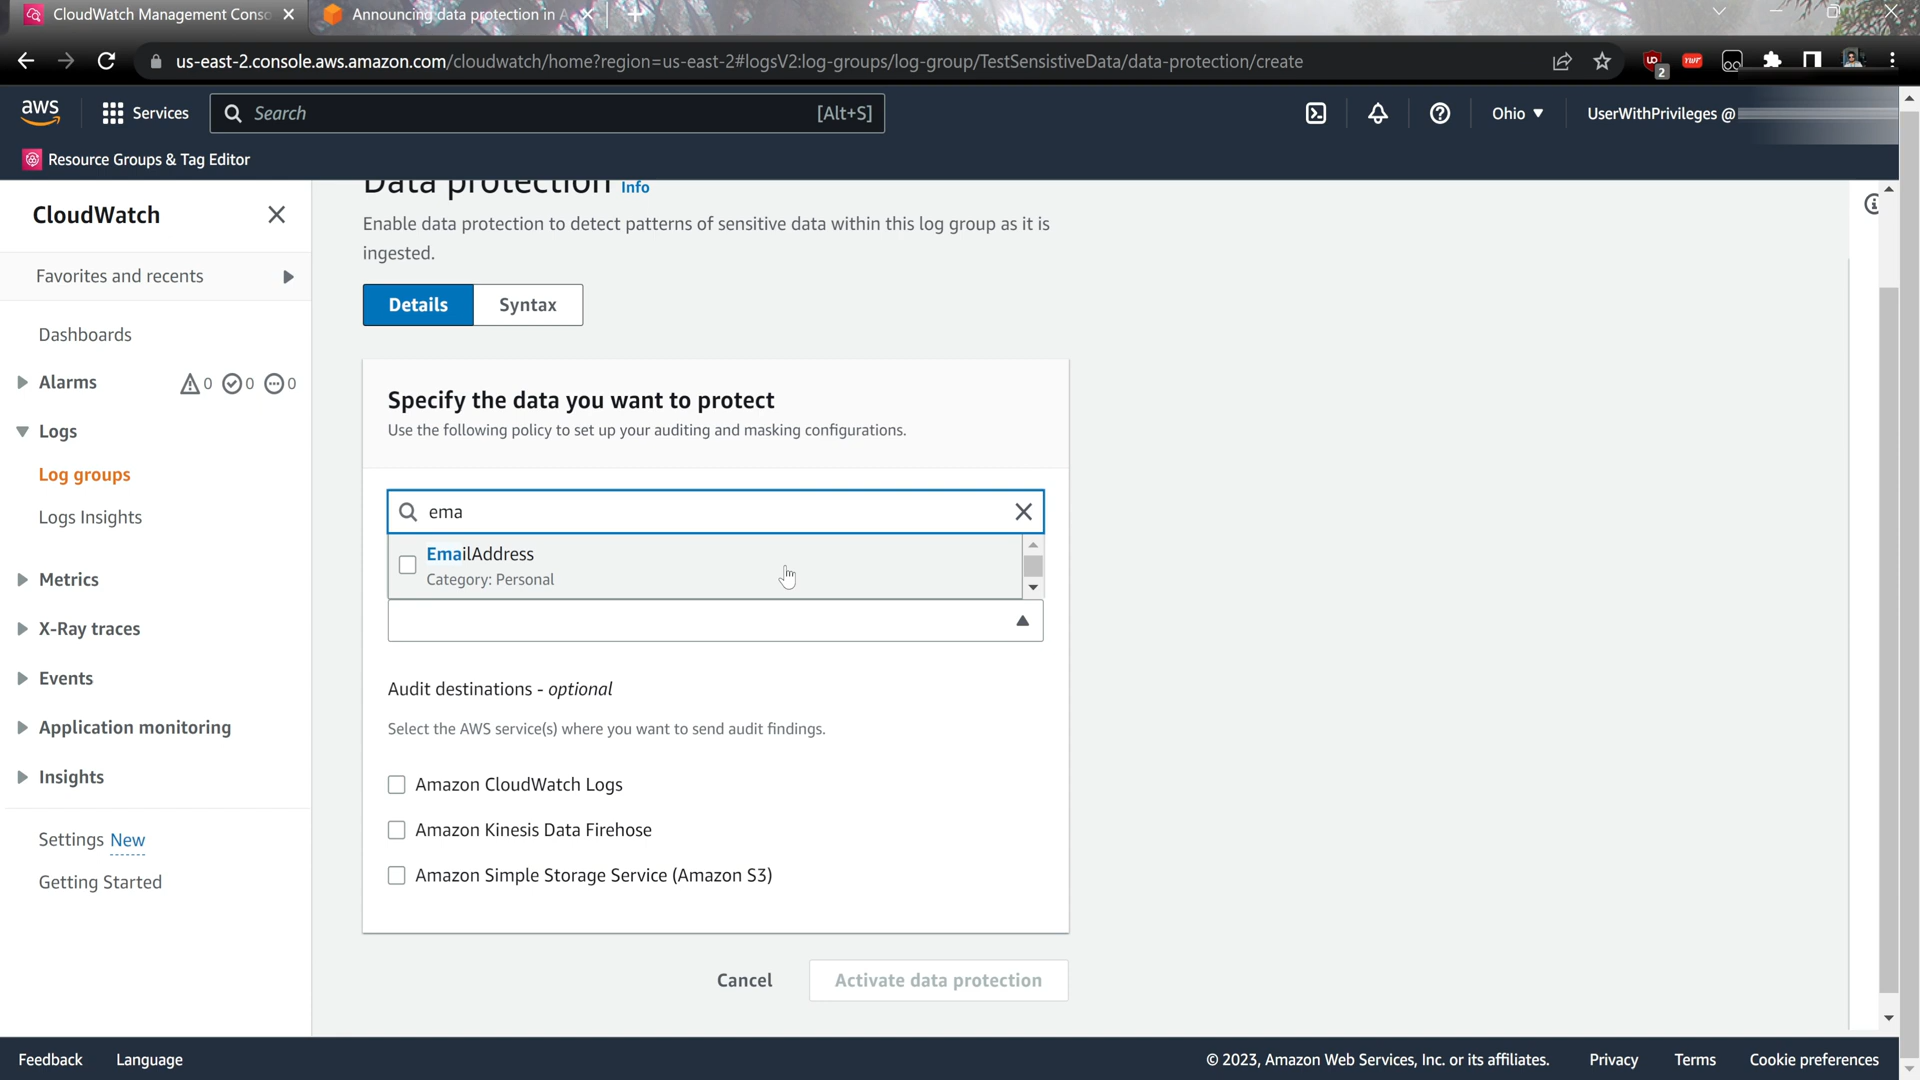 CloudWatch Management Conso
Announcing data protection in A
us-east-2.console.aws.amazon.com/cloudwatch/home?region=us-east-2#logsV2:log-groups/log-group/TestSensistiveData/data-protection/create
2
aws
Services
Search
[Alt+S]
Ohio
UserWithPrivileges @
Resource Groups & Tag Editor
CloudWatch
Favorites and recents
Dashboards
Alarms
0
0
0
Logs
Log groups
Logs Insights
Metrics
X-Ray traces
Events
Application monitoring
Insights
Settings New
Getting Started
Data protection Info
Enable data protection to detect patterns of sensitive data within this log group as it is
ingested.
Details
Syntax
Specify the data you want to protect
Use the following policy to set up your auditing and masking configurations.
ema
EmailAddress
Category: Personal
Audit destinations - optional
Select the AWS service(s) where you want to send audit findings.
Amazon CloudWatch Logs
Amazon Kinesis Data Firehose
Amazon Simple Storage Service (Amazon S3)
Cancel
Activate data protection
Feedback
Language
© 2023, Amazon Web Services, Inc. or its affiliates.
Privacy
Terms
Cookie preferences